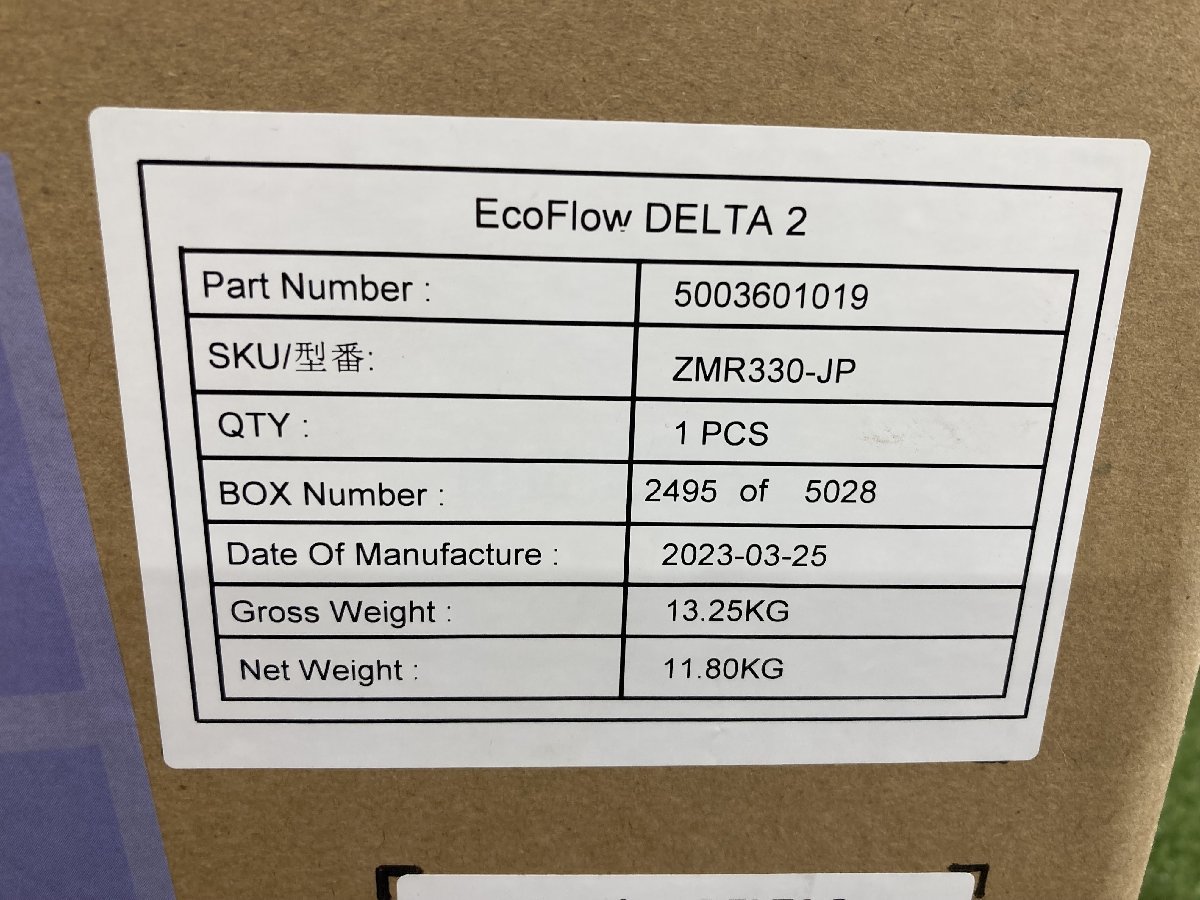 EcoFlow DELTA 2
Part Number : 5003601019
SKU/型番: ZMR330-JP
QTY : 1 PCS
BOX Number : 2495 of 5028
Date Of Manufacture : 2023-03-25
Gross Weight : 13.25KG
Net Weight : 11.80KG